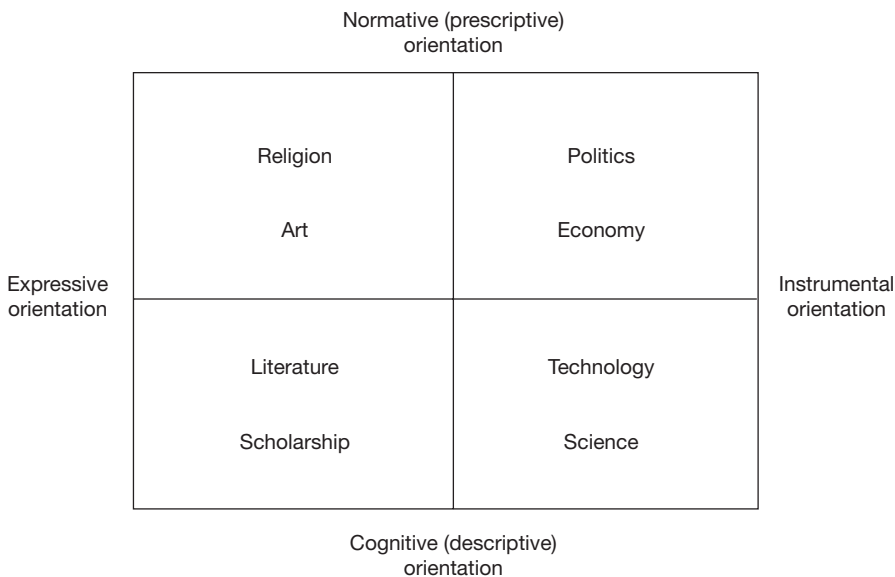 Normative (prescriptive)
orientation
Religion
Politics
Art
Economy
Expressive
orientation
Instrumental
orientation
Literature
Technology
Scholarship
Science
Cognitive (descriptive)
orientation